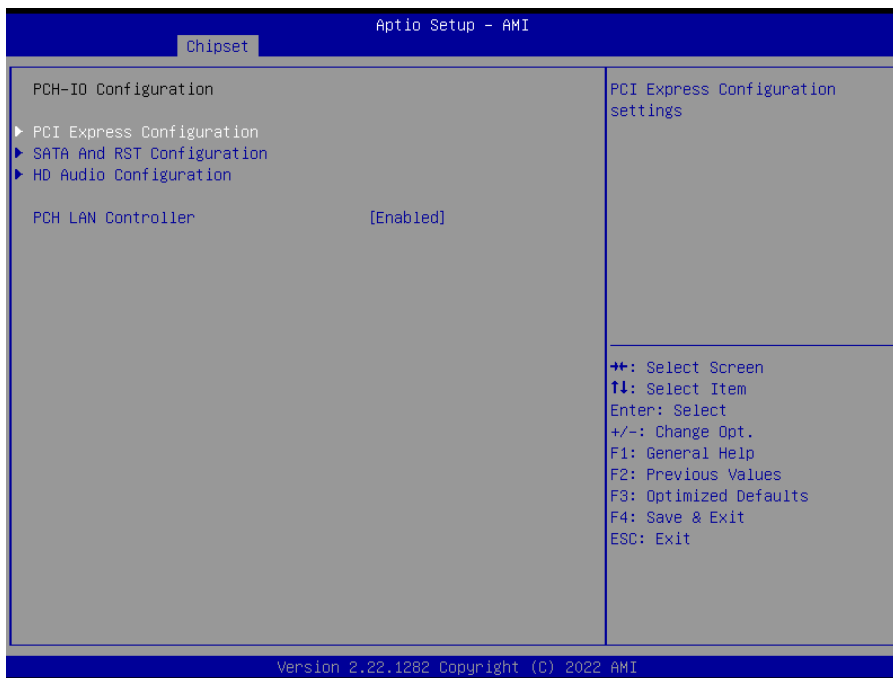 Aptio Setup – AMI
Chipset
PCH-IO Configuration
PCI Express Configuration
SATA And RST Configuration
HD Audio Configuration
PCH LAN Controller [Enabled]
PCI Express Configuration
settings
→←: Select Screen
↑↓: Select Item
Enter: Select
+/-: Change Opt.
F1: General Help
F2: Previous Values
F3: Optimized Defaults
F4: Save & Exit
ESC: Exit
Version 2.22.1282 Copyright (C) 2022 AMI